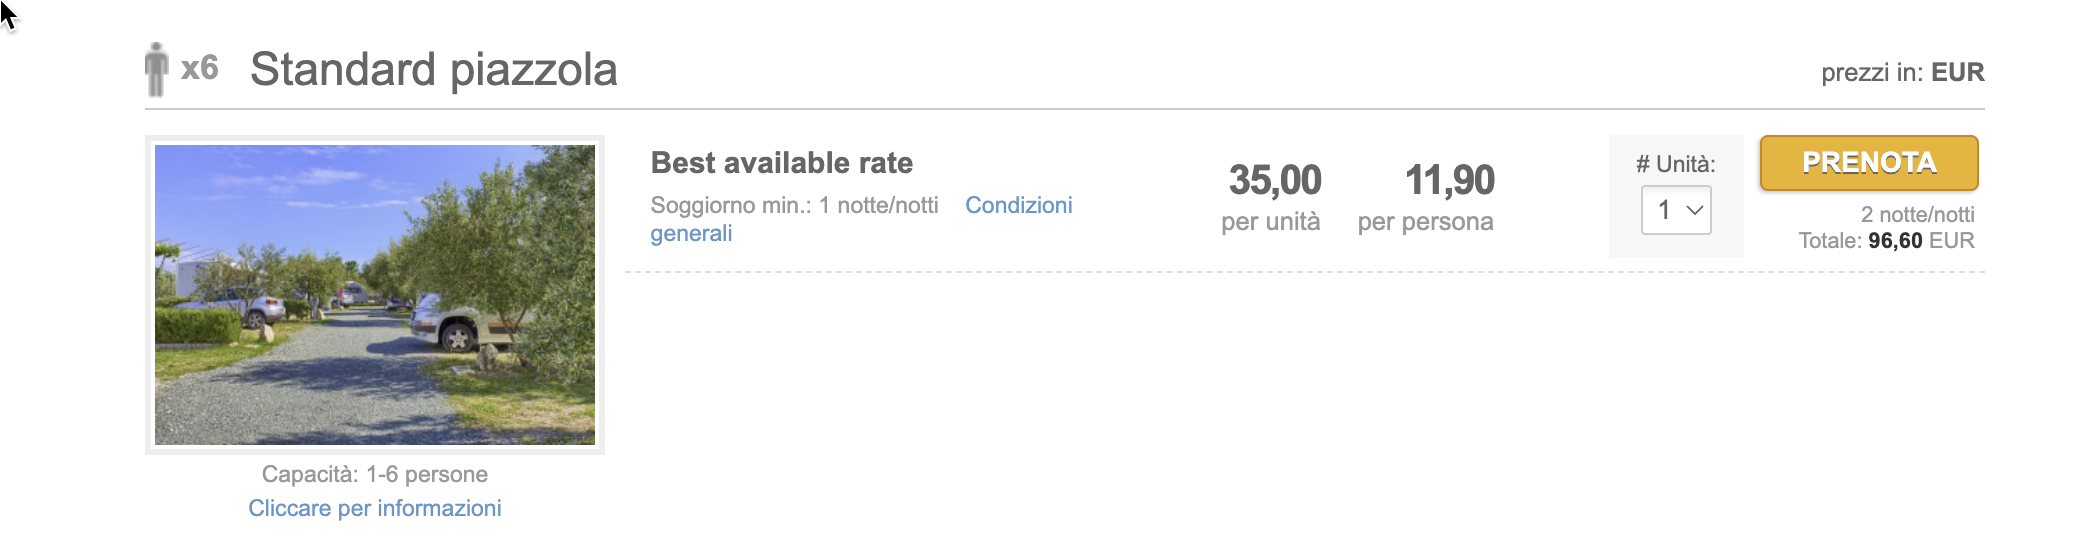 x6 Standard piazzola
prezzi in: EUR
Best available rate
Soggiorno min.: 1 notte/notti Condizioni
generali
35,00
per unità
11,90
per persona
# Unità:
1
PRENOTA
2 notte/notti
Totale: 96,60 EUR
Capacità: 1-6 persone
Cliccare per informazioni